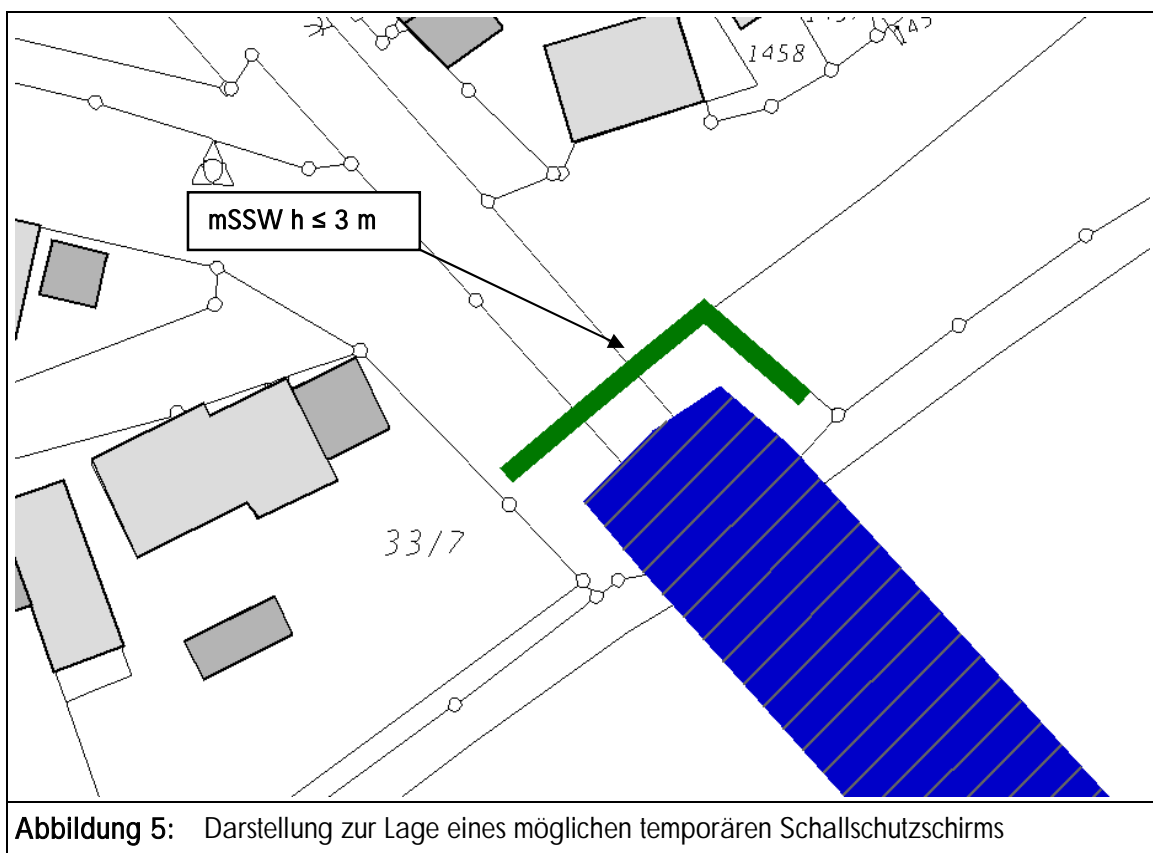 1458
mSSW h ≤ 3 m
33/7
Abbildung 5: Darstellung zur Lage eines möglichen temporären Schallschutzschirms